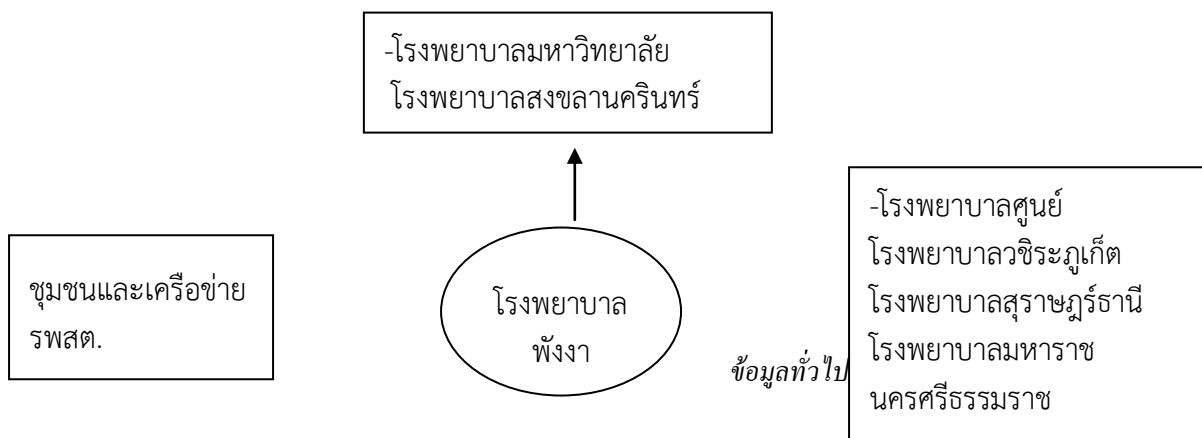 -โรงพยาบาลมหาวิทยาลัย
โรงพยาบาลสงขลานครินทร์
ชุมชนและเครือข่าย
รพสต.
โรงพยาบาล
พังงา
ข้อมูลทั่วไป
-โรงพยาบาลศูนย์
โรงพยาบาลวชิระภูเก็ต
โรงพยาบาลสุราษฎร์ธานี
โรงพยาบาลมหาราช
นครศรีธรรมราช